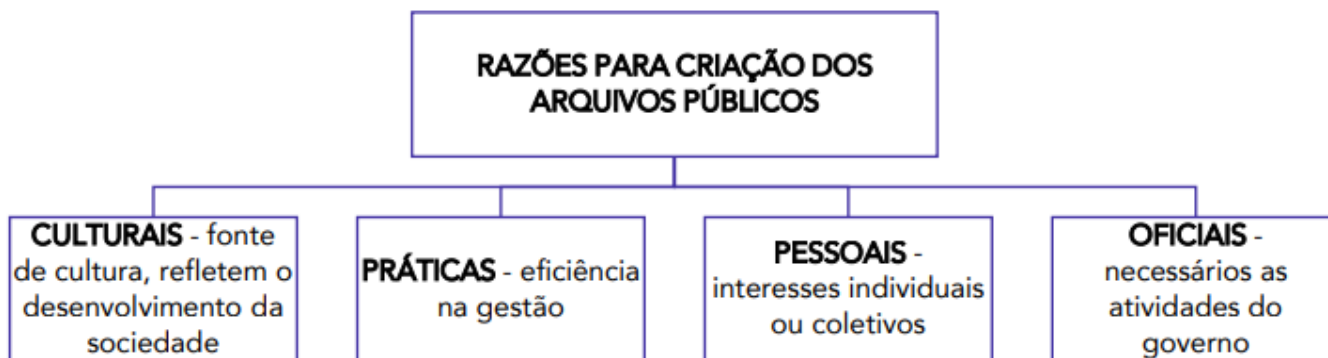 RAZÕES PARA CRIAÇÃO DOS
ARQUIVOS PÚBLICOS
CULTURAIS - fonte
de cultura, refletem o
desenvolvimento da
sociedade
PRÁTICAS - eficiência
na gestão
PESSOAIS -
interesses individuais
ou coletivos
OFICIAIS -
necessários as
atividades do
governo